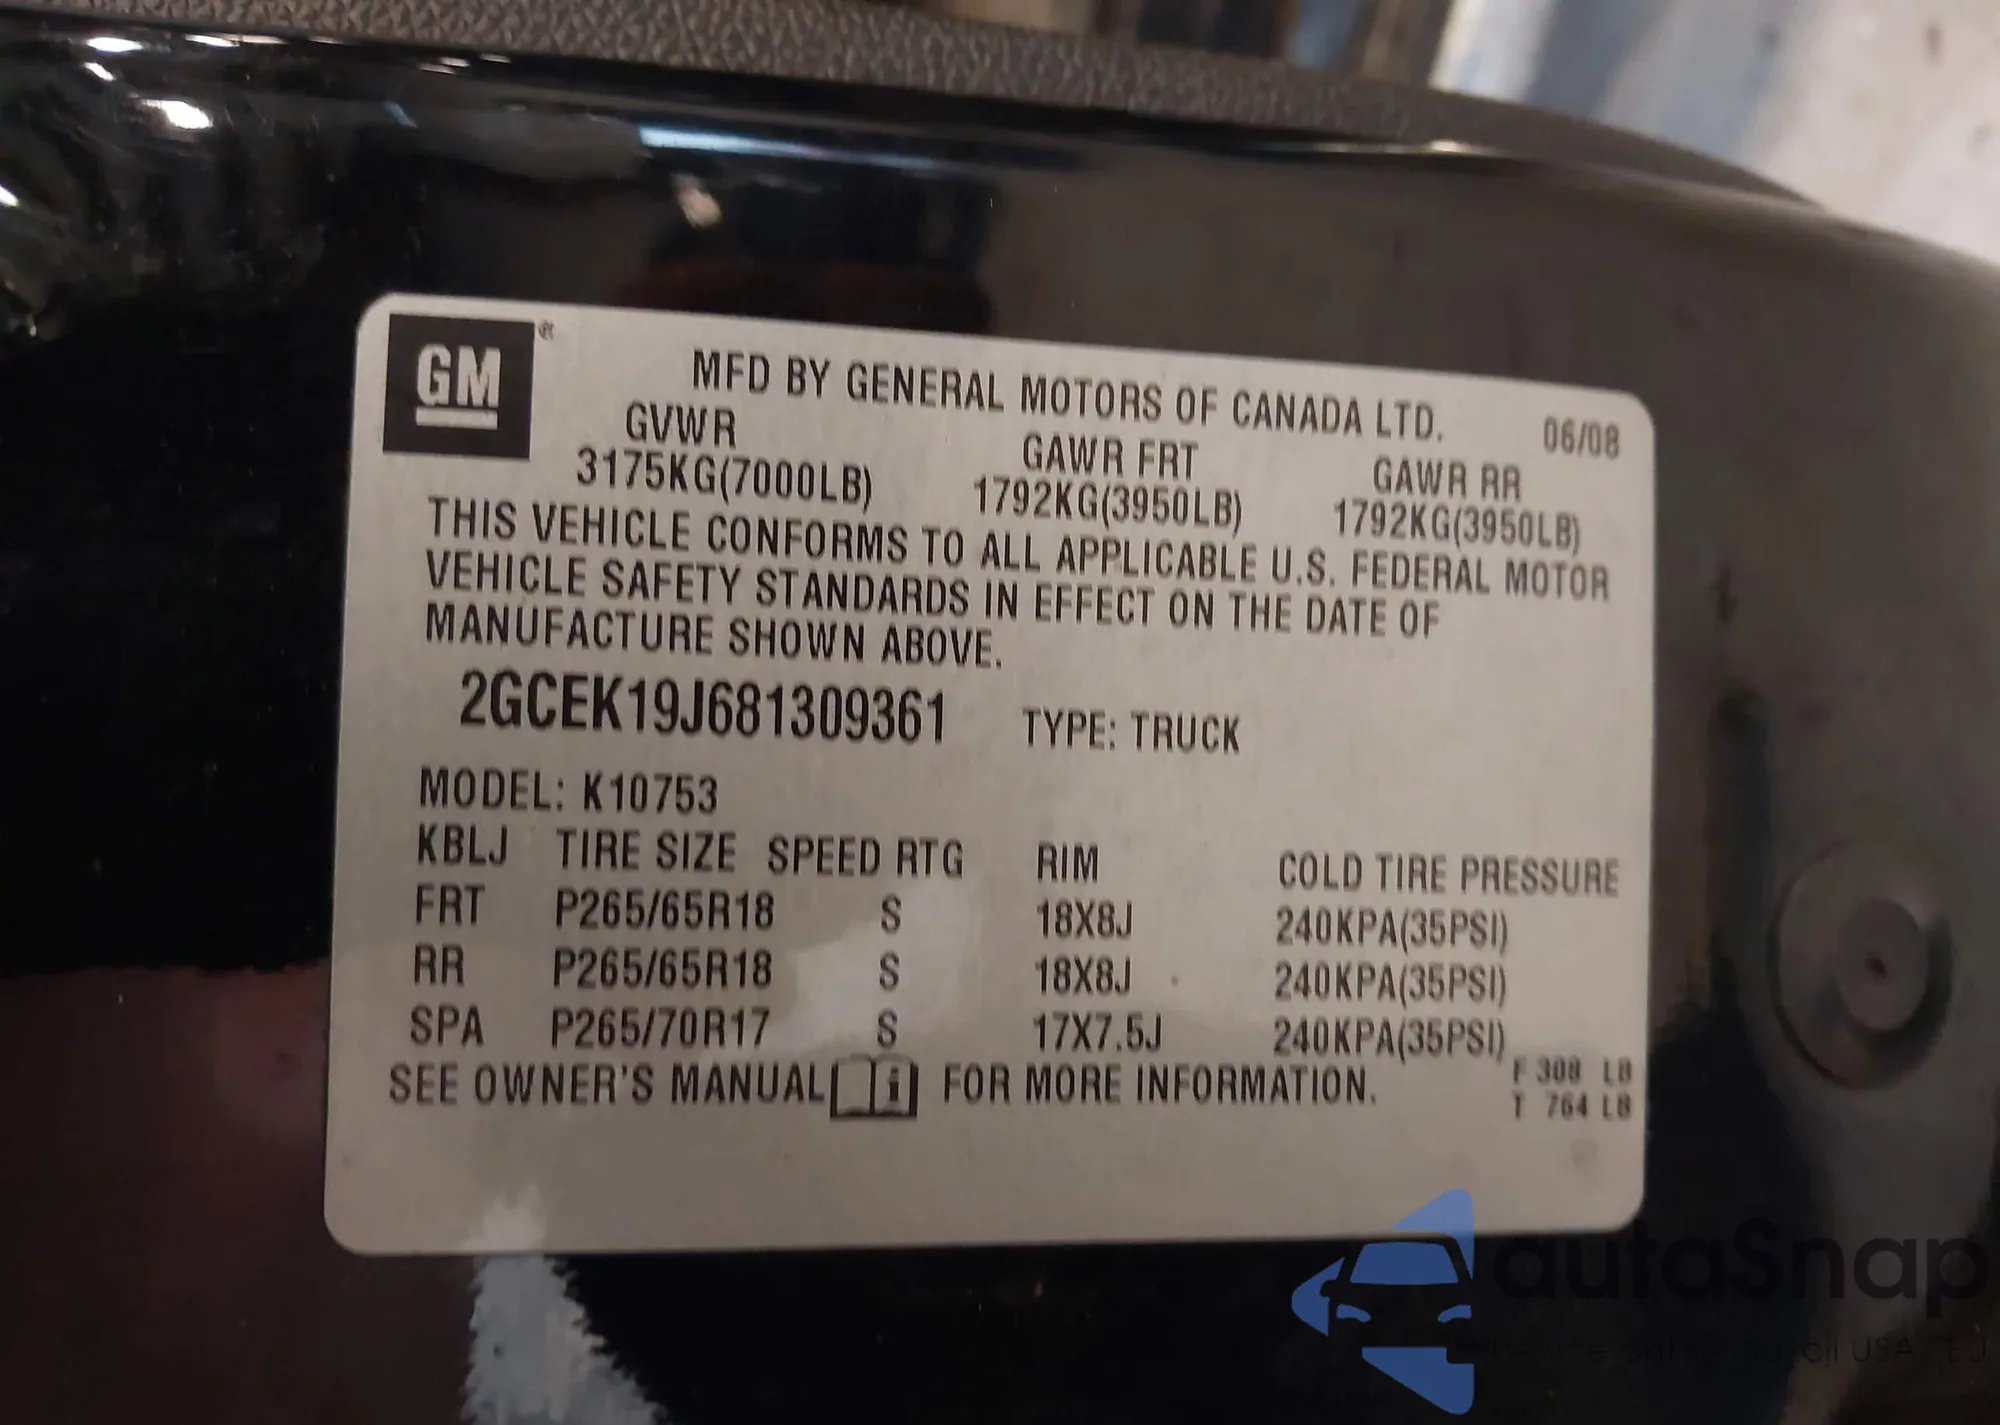 GM ®
MFD BY GENERAL MOTORS OF CANADA LTD.
06/08
GVWR GAWR FRT GAWR RR
3175KG(7000LB) 1792KG(3950LB) 1792KG(3950LB)
THIS VEHICLE CONFORMS TO ALL APPLICABLE U.S. FEDERAL MOTOR
VEHICLE SAFETY STANDARDS IN EFFECT ON THE DATE OF
MANUFACTURE SHOWN ABOVE.
2GCEK19J681309361 TYPE: TRUCK
MODEL: K10753
KBLJ TIRE SIZE SPEED RTG RIM COLD TIRE PRESSURE
FRT P265/65R18 S 18X8J 240KPA(35PSI)
RR P265/65R18 S 18X8J 240KPA(35PSI)
SPA P265/70R17 S 17X7.5J 240KPA(35PSI)
SEE OWNER'S MANUAL i FOR MORE INFORMATION.
F 308 LB
T 764 LB
autaSnap
USA EU